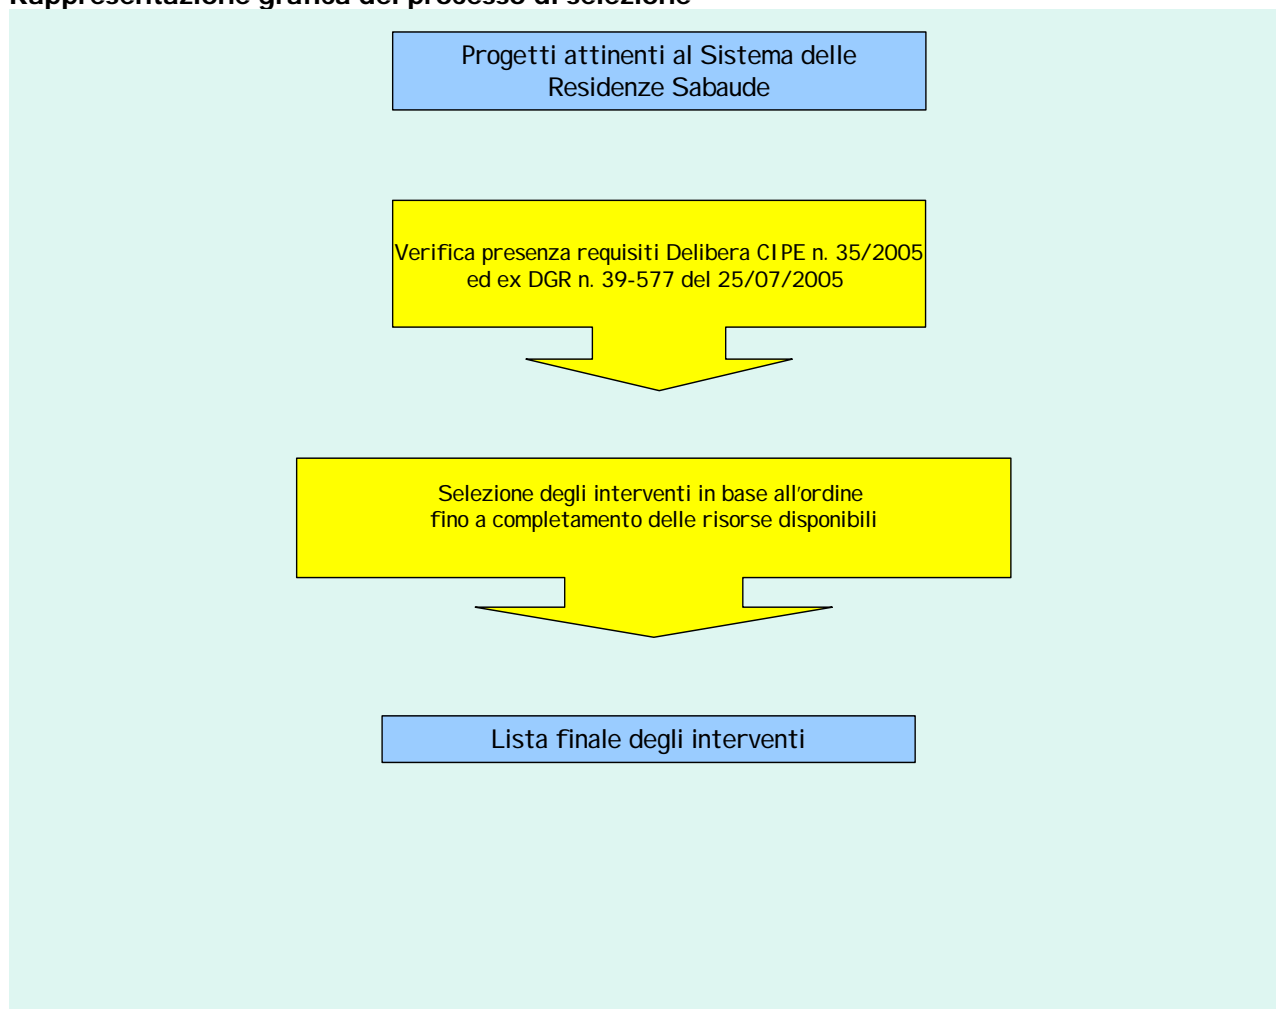 Rappresentazione grafica del processo di selezione
Progetti attinenti al Sistema delle
Residenze Sabaude
Verifica presenza requisiti Delibera CIPE n. 35/2005
ed ex DGR n. 39-577 del 25/07/2005
Selezione degli interventi in base all'ordine
fino a completamento delle risorse disponibili
Lista finale degli interventi